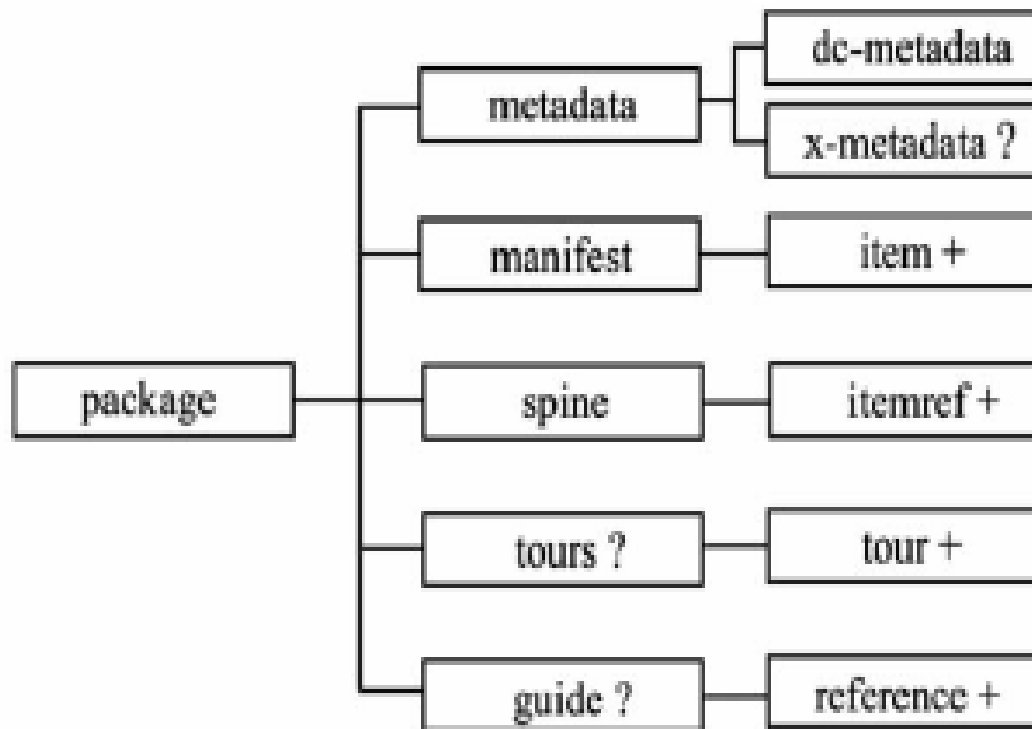 dc-metadata
metadata
x-metadata ?
manifest
item +
package
spine
itemref +
tours ?
tour +
guide ?
reference +